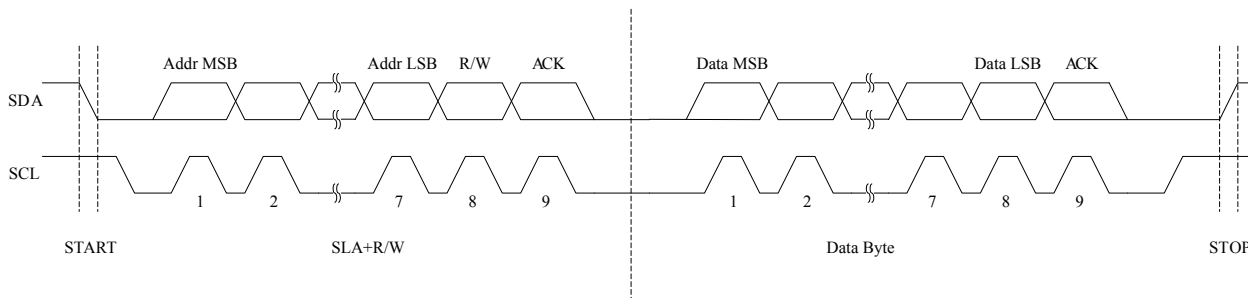 Addr MSB Addr LSB R/W ACK Data MSB Data LSB ACK
SDA
SCL
1 2 7 8 9 1 2 7 8 9
START SLA+R/W Data Byte STOP